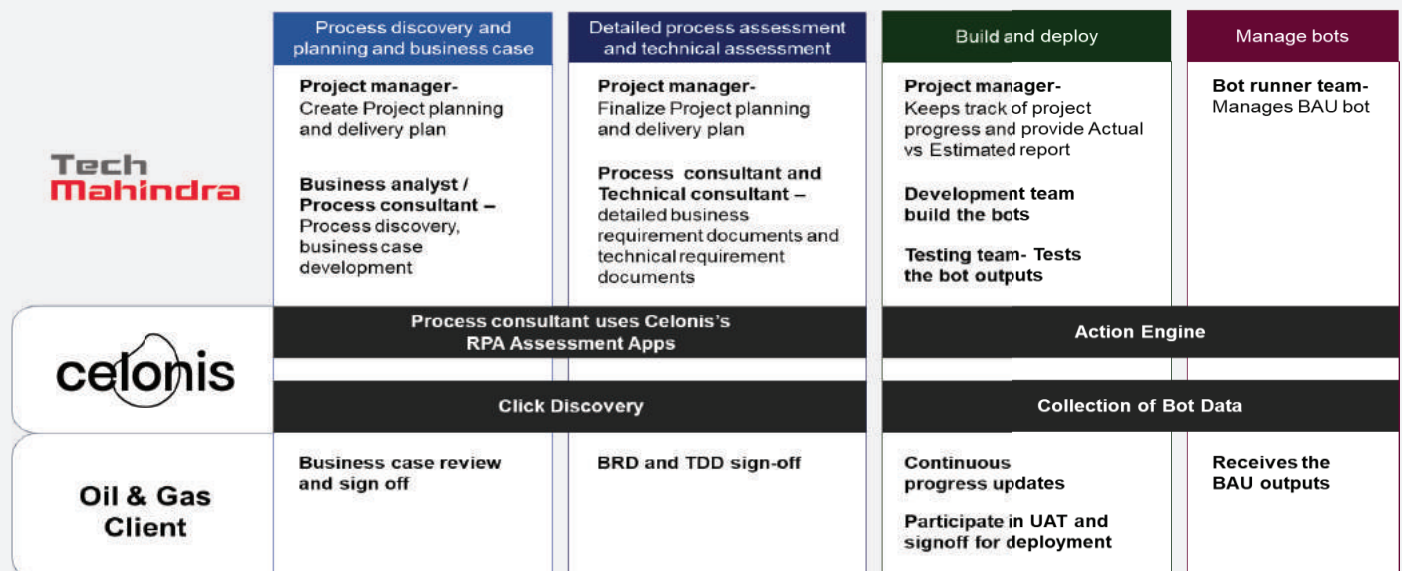 Process discovery and
planning and business case
Detailed process assessment
and technical assessment
Build and deploy
Manage bots
Tech
Mahindra
Project manager-
Create Project planning
and delivery plan
Business analyst /
Process consultant –
Process discovery,
business case
development
Project manager-
Finalize Project planning
and delivery plan
Process consultant and
Technical consultant –
detailed business
requirement documents and
technical requirement
documents
Project manager-
Keeps track of project
progress and provide Actual
vs Estimated report
Development team
build the bots
Testing team- Tests
the bot outputs
Bot runner team-
Manages BAU bot
celonis
Process consultant uses Celonis's
RPA Assessment Apps
Action Engine
Click Discovery
Collection of Bot Data
Oil & Gas
Client
Business case review
and sign off
BRD and TDD sign-off
Continuous
progress updates
Participate in UAT and
signoff for deployment
Receives the
BAU outputs